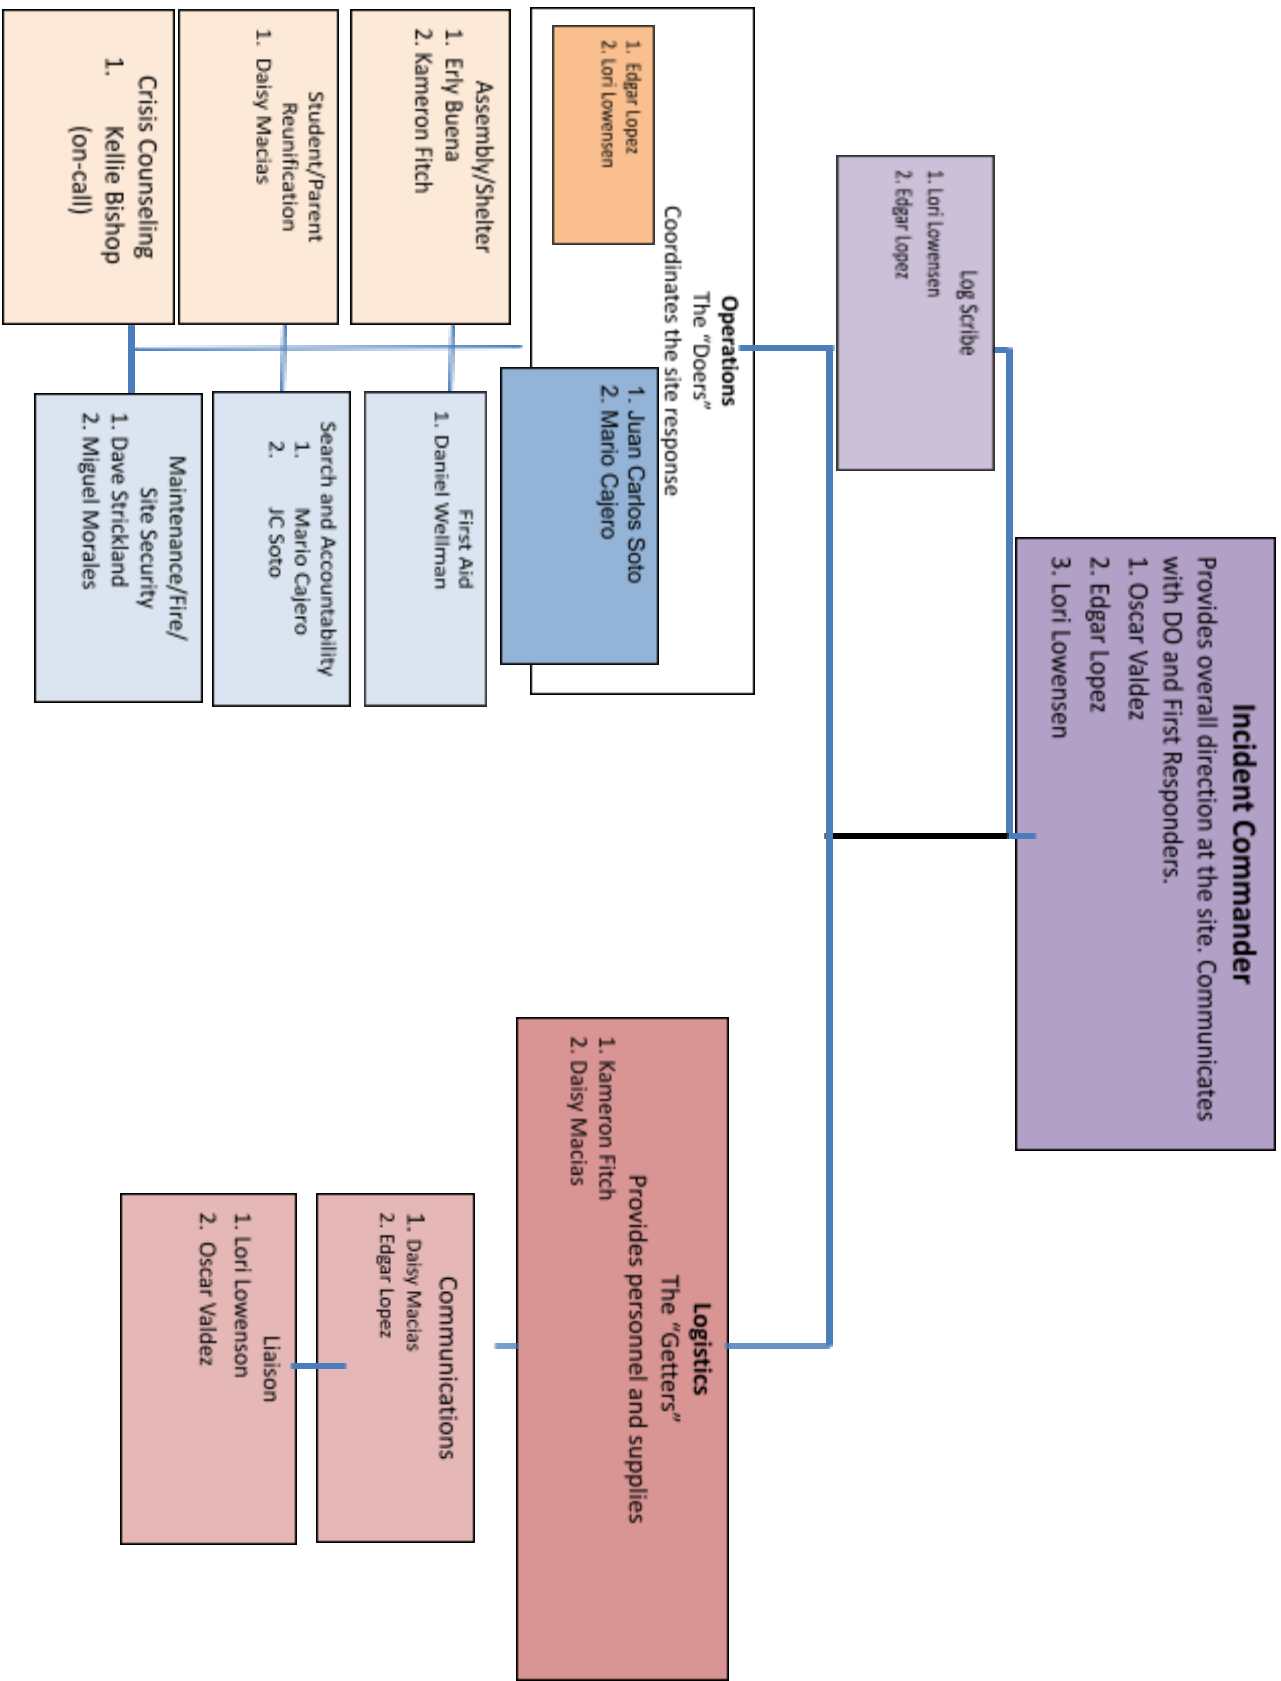 Incident Commander
Provides overall direction at the site. Communicates
with DO and First Responders.
1. Oscar Valdez
2. Edgar Lopez
3. Lori Lowensen
Log Scribe
1. Lori Lowensen
2. Edgar Lopez
Operations
The “Doers”
Coordinates the site response
1. Edgar Lopez
2. Lori Lowensen
1. Juan Carlos Soto
2. Mario Cajero
Assembly/Shelter
1. Erly Buena
2. Kameron Fitch
First Aid
1. Daniel Wellman
Student/Parent
Reunification
1. Daisy Macias
Search and Accountability
1. Mario Cajero
2. JC Soto
Crisis Counseling
1. Kellie Bishop
(on-call)
Maintenance/Fire/
Site Security
1. Dave Strickland
2. Miguel Morales
Logistics
The “Getters”
Provides personnel and supplies
1. Kameron Fitch
2. Daisy Macias
Communications
1. Daisy Macias
2. Edgar Lopez
Liaison
1. Lori Lowenson
2. Oscar Valdez